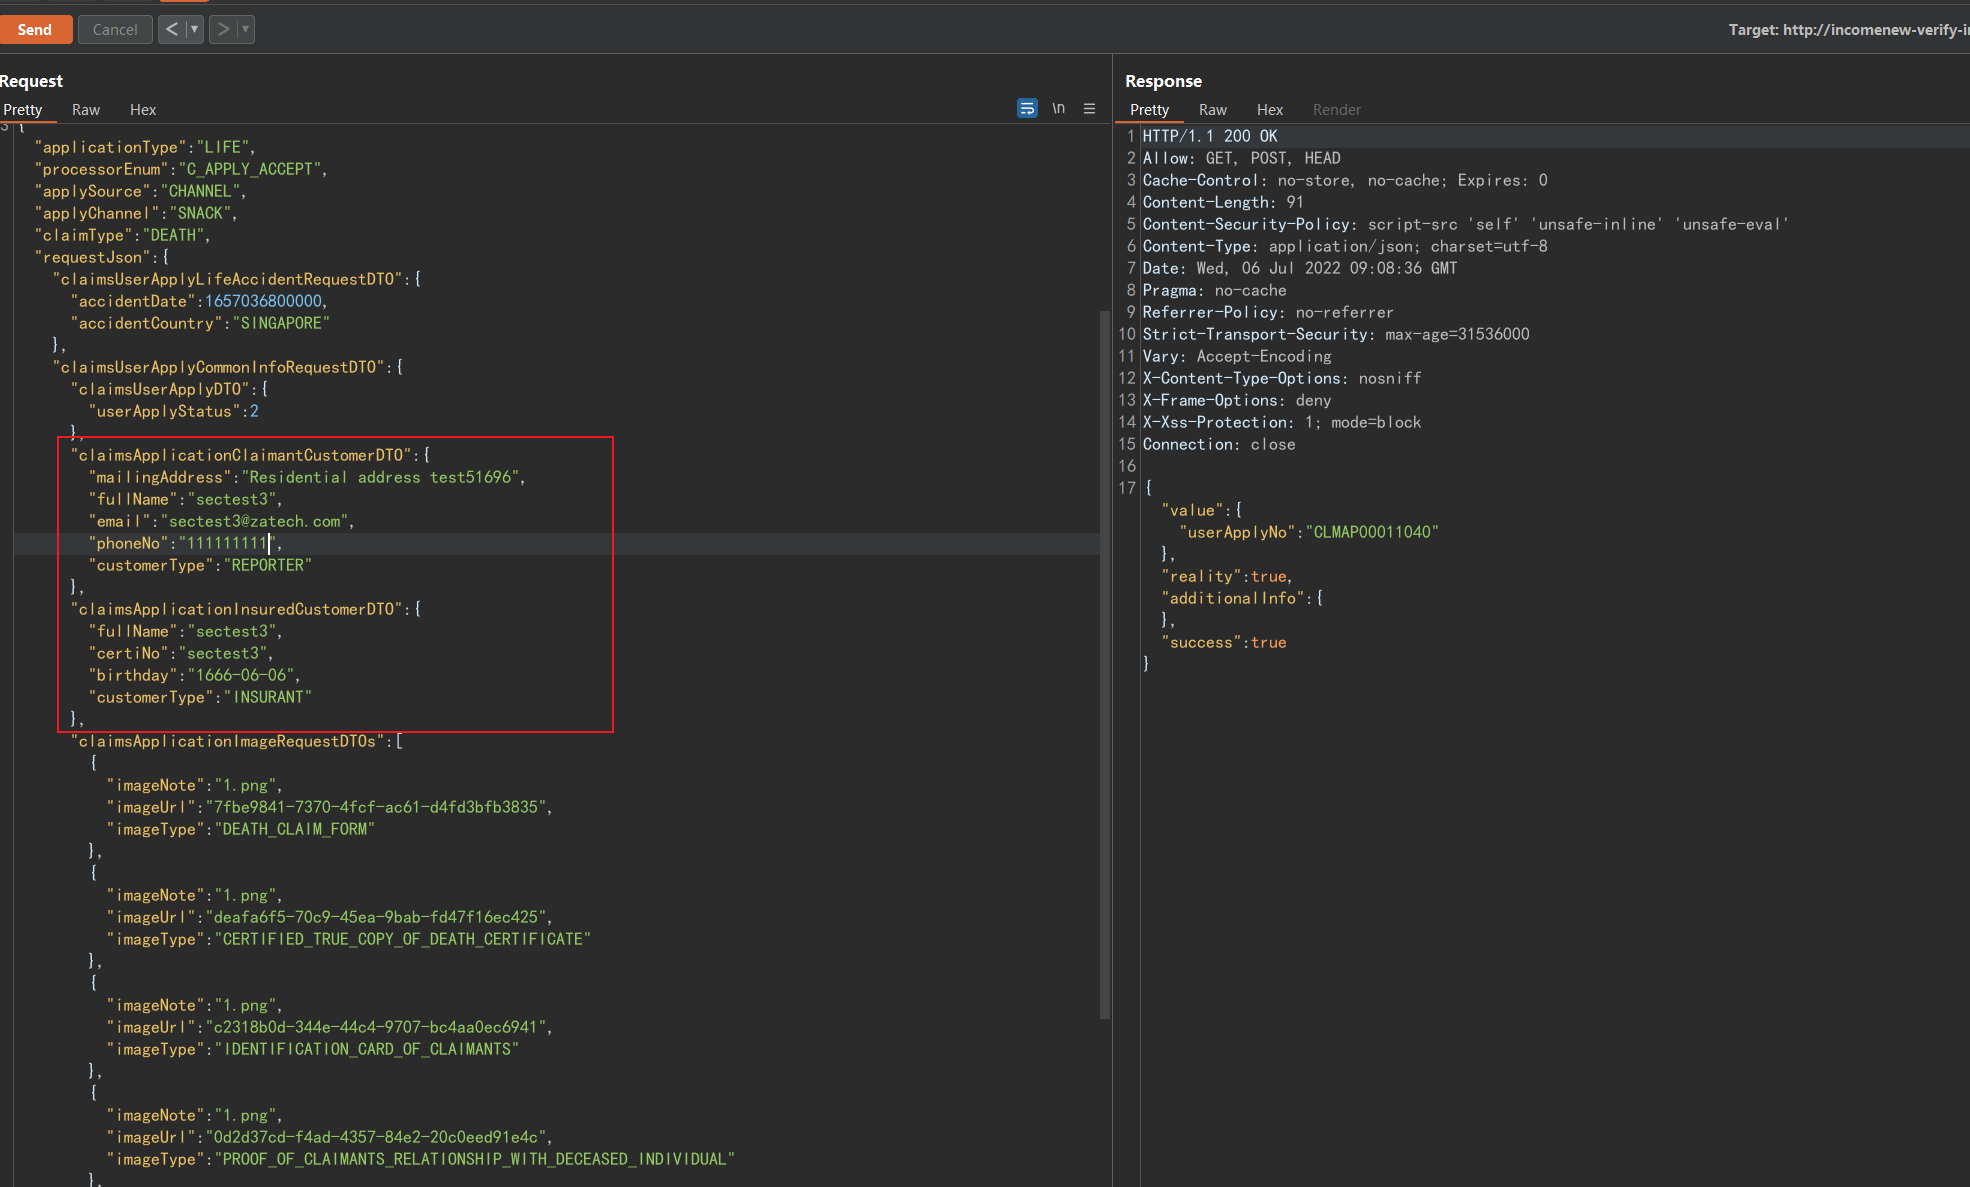 Send Cancel < > Target: http://incomenew-verify-i
Request
Pretty Raw Hex \n
3 {
"applicationType":"LIFE",
"processorEnum":"C_APPLY_ACCEPT",
"applySource":"CHANNEL",
"applyChannel":"SNACK",
"claimType":"DEATH",
"requestJson":{
"claimsUserApplyLifeAccidentRequestDTO":{
"accidentDate":1657036800000,
"accidentCountry":"SINGAPORE"
},
"claimsUserApplyCommonInfoRequestDTO":{
"claimsUserApplyDTO":{
"userApplyStatus":2
},
"claimsApplicationClaimantCustomerDTO":{
"mailingAddress":"Residential address test51696",
"fullName":"sectest3",
"email":"sectest3@zatech.com",
"phoneNo":"111111111",
"customerType":"REPORTER"
},
"claimsApplicationInsuredCustomerDTO":{
"fullName":"sectest3",
"certiNo":"sectest3",
"birthday":"1666-06-06",
"customerType":"INSURANT"
},
"claimsApplicationImageRequestDTOs":[
{
"imageNote":"1.png",
"imageUrl":"7fbe9841-7370-4fcf-ac61-d4fd3bfb3835",
"imageType":"DEATH_CLAIM_FORM"
},
{
"imageNote":"1.png",
"imageUrl":"deafa6f5-70c9-45ea-9bab-fd47f16ec425",
"imageType":"CERTIFIED_TRUE_COPY_OF_DEATH_CERTIFICATE"
},
{
"imageNote":"1.png",
"imageUrl":"c2318b0d-344e-44c4-9707-bc4aa0ec6941",
"imageType":"IDENTIFICATION_CARD_OF_CLAIMANTS"
},
{
"imageNote":"1.png",
"imageUrl":"0d2d37cd-f4ad-4357-84e2-20c0eed91e4c",
"imageType":"PROOF_OF_CLAIMANTS_RELATIONSHIP_WITH_DECEASED_INDIVIDUAL"
},
Response
Pretty Raw Hex Render
1 HTTP/1.1 200 OK
2 Allow: GET, POST, HEAD
3 Cache-Control: no-store, no-cache; Expires: 0
4 Content-Length: 91
5 Content-Security-Policy: script-src 'self' 'unsafe-inline' 'unsafe-eval'
6 Content-Type: application/json; charset=utf-8
7 Date: Wed, 06 Jul 2022 09:08:36 GMT
8 Pragma: no-cache
9 Referrer-Policy: no-referrer
10 Strict-Transport-Security: max-age=31536000
11 Vary: Accept-Encoding
12 X-Content-Type-Options: nosniff
13 X-Frame-Options: deny
14 X-Xss-Protection: 1; mode=block
15 Connection: close
16
17 {
"value":{
"userApplyNo":"CLMAP00011040"
},
"reality":true,
"additionalInfo":{
},
"success":true
}